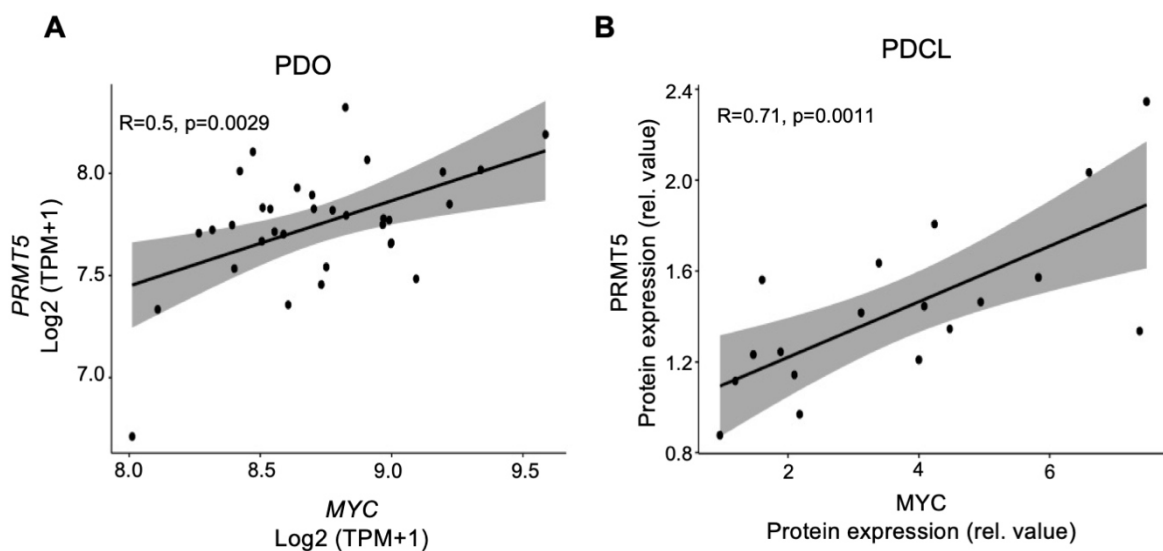 A
PDO
R=0.5, p=0.0029
PRMT5
Log2 (TPM+1)
8.0
7.5
7.0
8.0 8.5 9.0 9.5
MYC
Log2 (TPM+1)
B
PDCL
R=0.71, p=0.0011
PRMT5
Protein expression (rel. value)
2.4
2.0
1.6
1.2
0.8
2 4 6
MYC
Protein expression (rel. value)